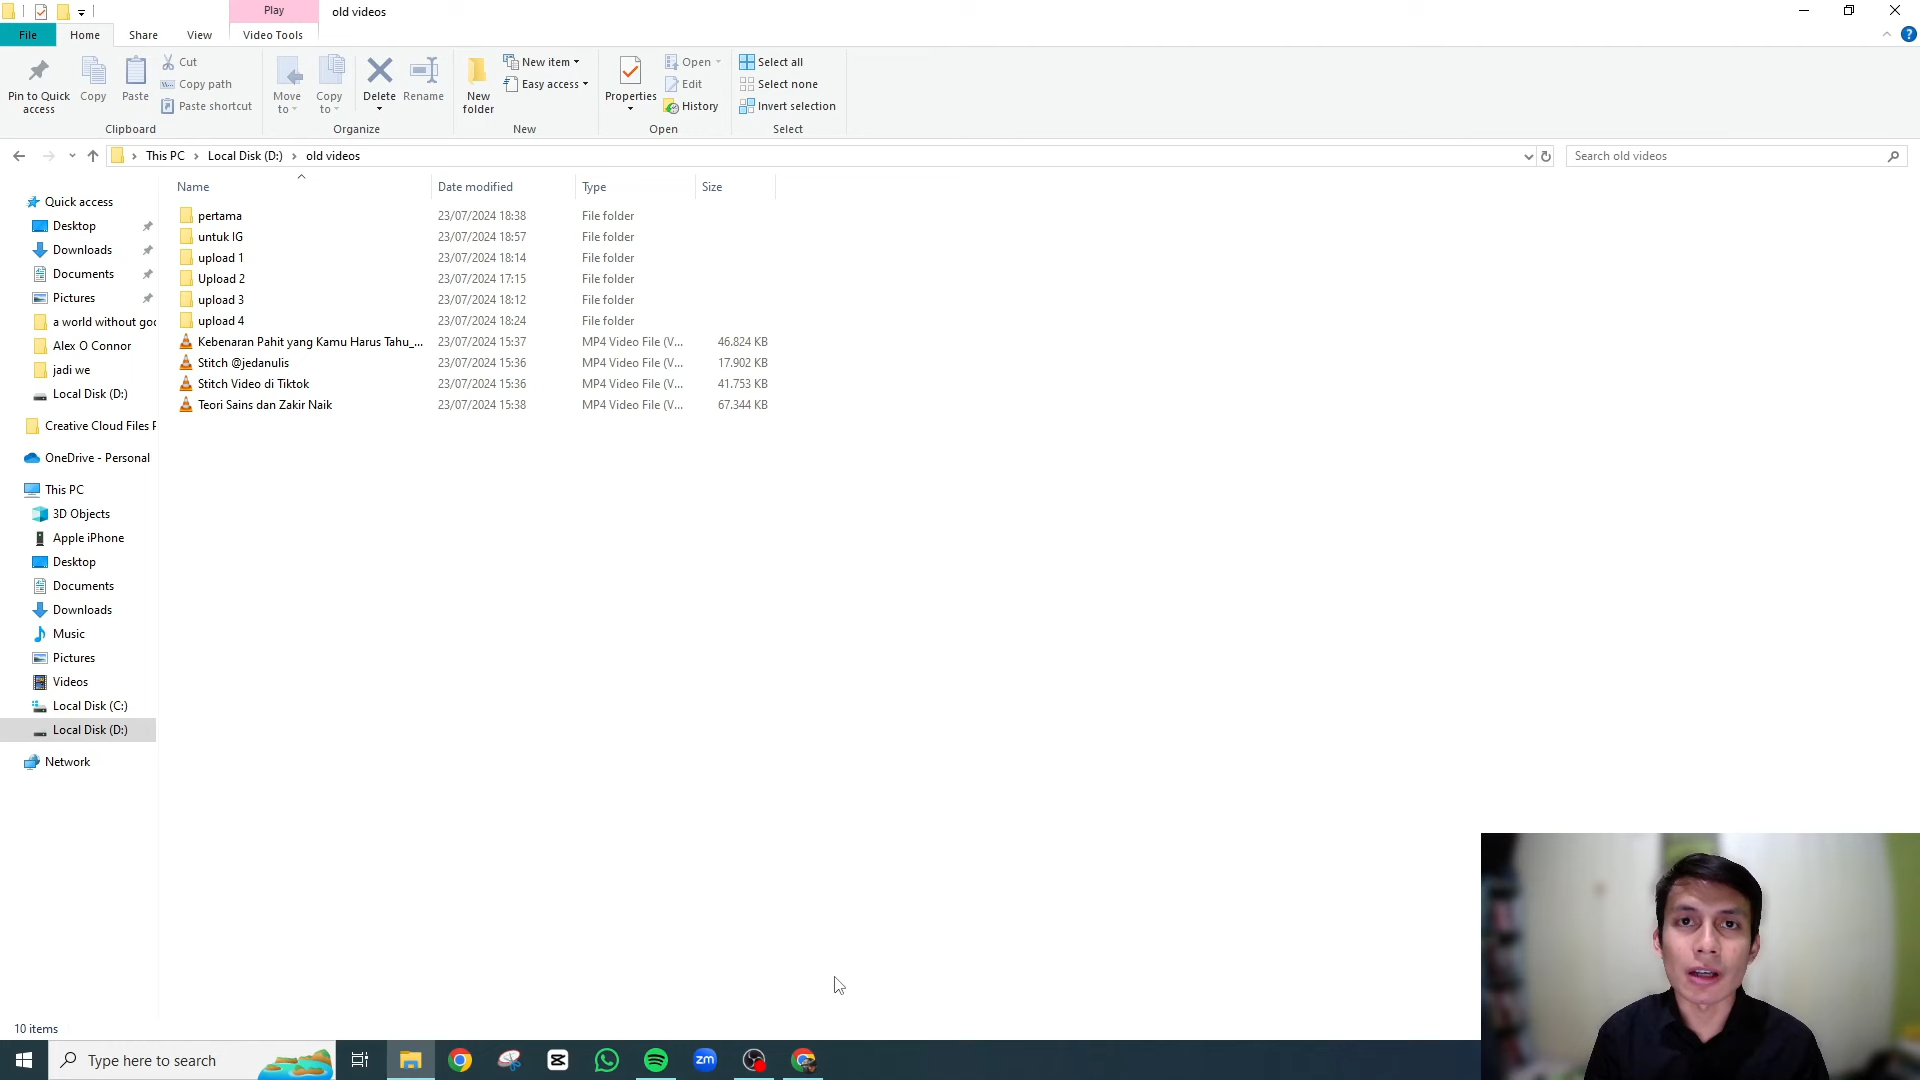 Play old videos
File Home Share View Video Tools
Pin to Quick access
Copy
Paste
Cut
Copy path
Paste shortcut
Clipboard
Move to
Copy to
Delete
Rename
Organize
New folder
New item
Easy access
New
Properties
Open
Edit
History
Open
Select all
Select none
Invert selection
Select
This PC Local Disk (D:) old videos
Search old videos
Name Date modified Type Size
pertama 23/07/2024 18:38 File folder
untuk IG 23/07/2024 18:57 File folder
upload 1 23/07/2024 18:14 File folder
Upload 2 23/07/2024 17:15 File folder
upload 3 23/07/2024 18:12 File folder
upload 4 23/07/2024 18:24 File folder
Kebenaran Pahit yang Kamu Harus Tahu_... 23/07/2024 15:37 MP4 Video File (V... 46.824 KB
Stitch @jedanulis 23/07/2024 15:36 MP4 Video File (V... 17.902 KB
Stitch Video di Tiktok 23/07/2024 15:36 MP4 Video File (V... 41.753 KB
Teori Sains dan Zakir Naik 23/07/2024 15:38 MP4 Video File (V... 67.344 KB
Quick access
Desktop
Downloads
Documents
Pictures
a world without go
Alex O Connor
jadi we
Local Disk (D:)
Creative Cloud Files
OneDrive - Personal
This PC
3D Objects
Apple iPhone
Desktop
Documents
Downloads
Music
Pictures
Videos
Local Disk (C:)
Local Disk (D:)
Network
10 items
Type here to search
zm